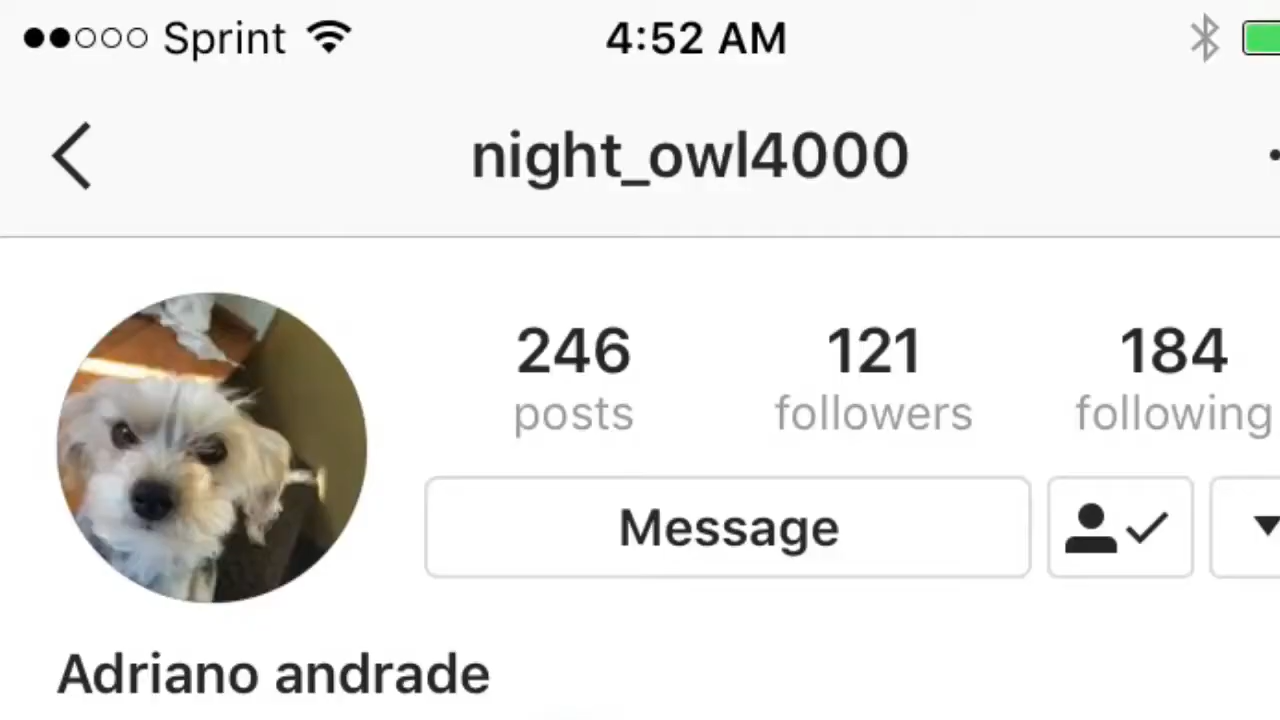 Sprint 4:52 AM
night_owl4000
246 121 184
posts followers following
Message
Adriano andrade